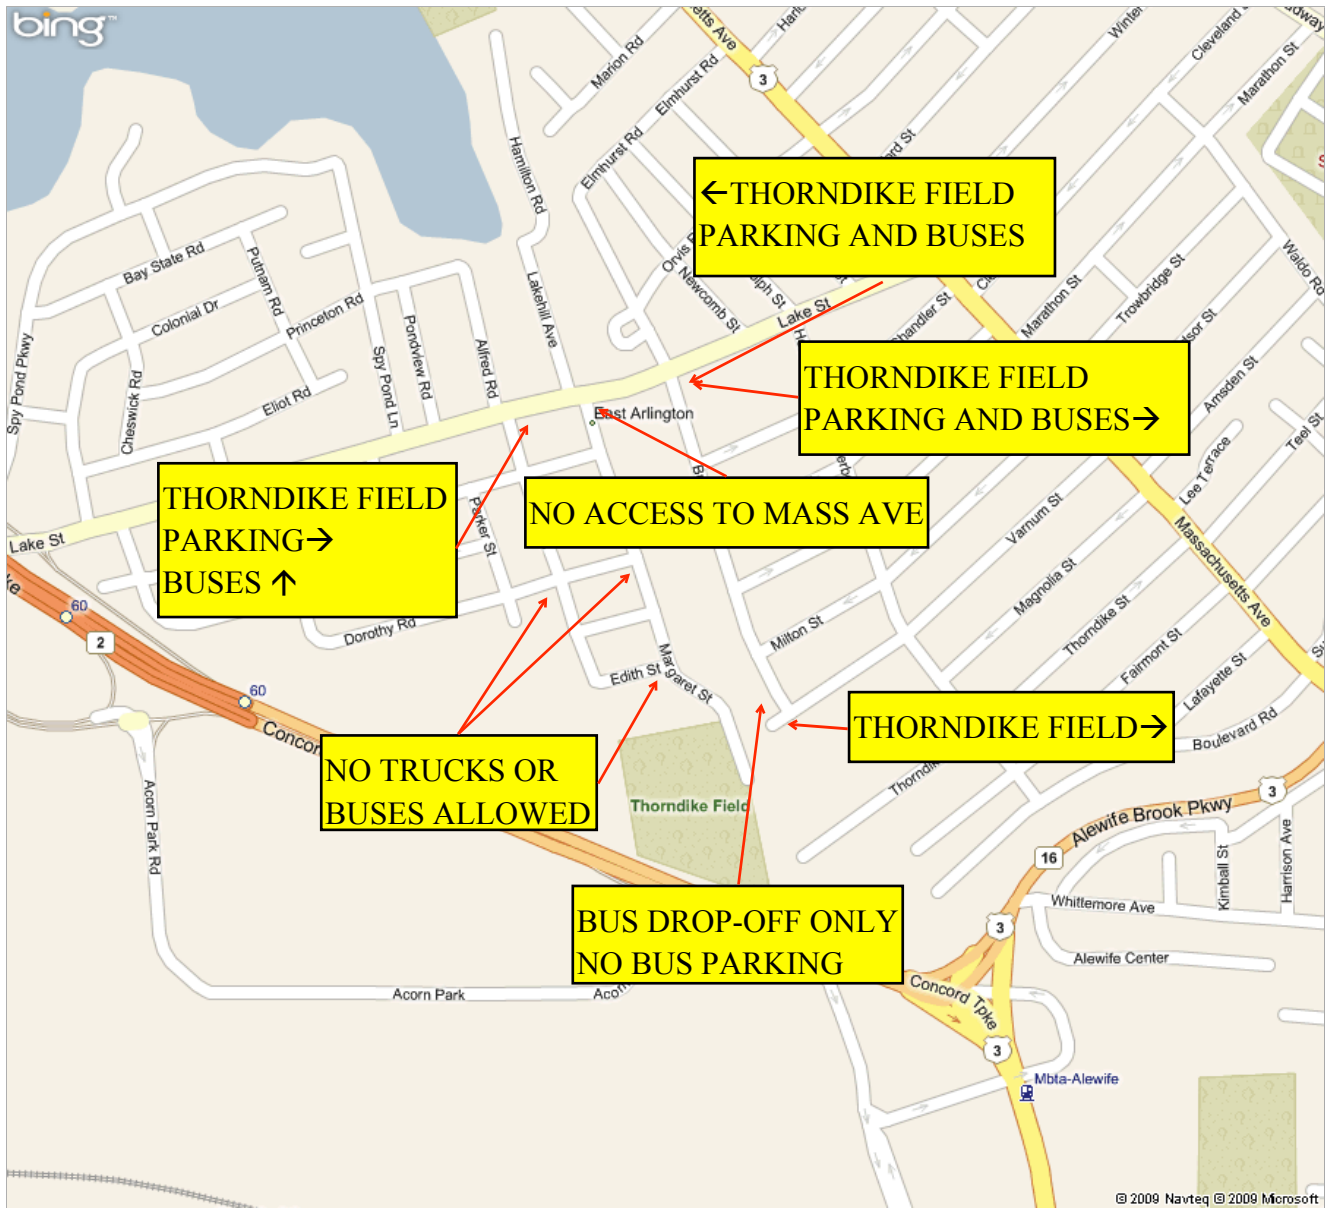 bing™
Marion Rd
Elmhurst Rd
Elmhurst Rd
Hamilton Rd
3
Winter
Cleveland
Marathon St
Waldo Rd
←THORNDIKE FIELD
PARKING AND BUSES
Bay State Rd
Putnam Rd
Colonial Dr
Princeton Rd
Lakehill Ave
Newcomb St
Lake St
Chandler St
Marathon St
Trowbridge St
Spy Pond Pkwy
Cheswick Rd
Eliot Rd
Spy Pond Ln
Pondview Rd
Alfred Rd
East Arlington
THORNDIKE FIELD
PARKING AND BUSES→
Amsden St
Teel St
Lee Terrace
THORNDIKE FIELD
PARKING→
BUSES ↑
NO ACCESS TO MASS AVE
Parker St
Varnum St
Massachusetts Ave
Lake St
60
2
Dorothy Rd
Milton St
Magnolia St
Thorndike St
Fairmont St
Lafayette St
Edith St
Margaret St
60
Boulevard Rd
THORNDIKE FIELD→
NO TRUCKS OR
BUSES ALLOWED
Thorndike Field
Acorn Park Rd
3
Alewife Brook Pkwy
16
Kimball St
Harrison Ave
Whittemore Ave
BUS DROP-OFF ONLY
NO BUS PARKING
3
Alewife Center
Acorn Park
Concord Tpke
3
Mbta-Alewife
© 2009 Navteq © 2009 Microsoft